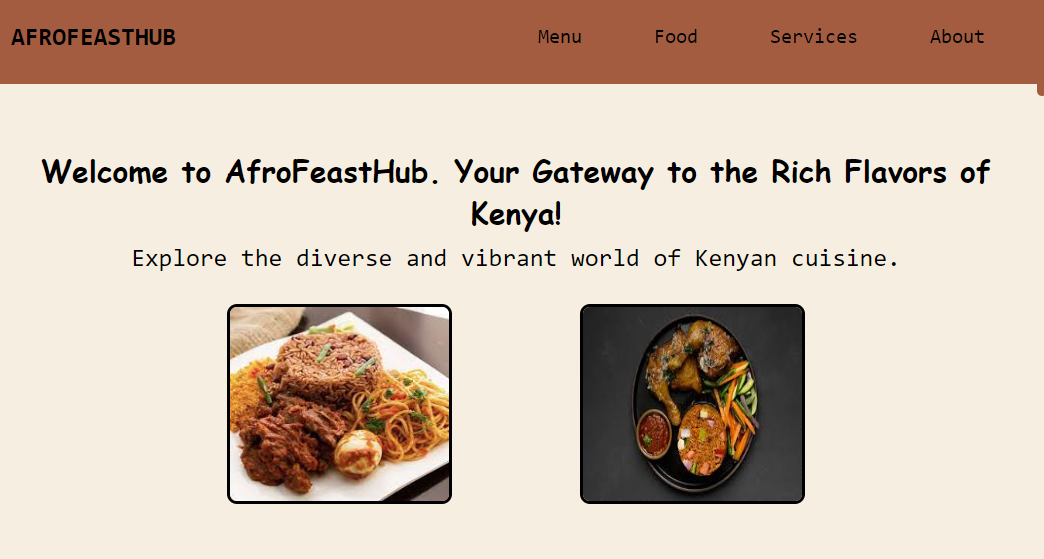 AFROFEASTHUB
Menu Food Services About
Welcome to AfroFeastHub. Your Gateway to the Rich Flavors of
Kenya!
Explore the diverse and vibrant world of Kenyan cuisine.